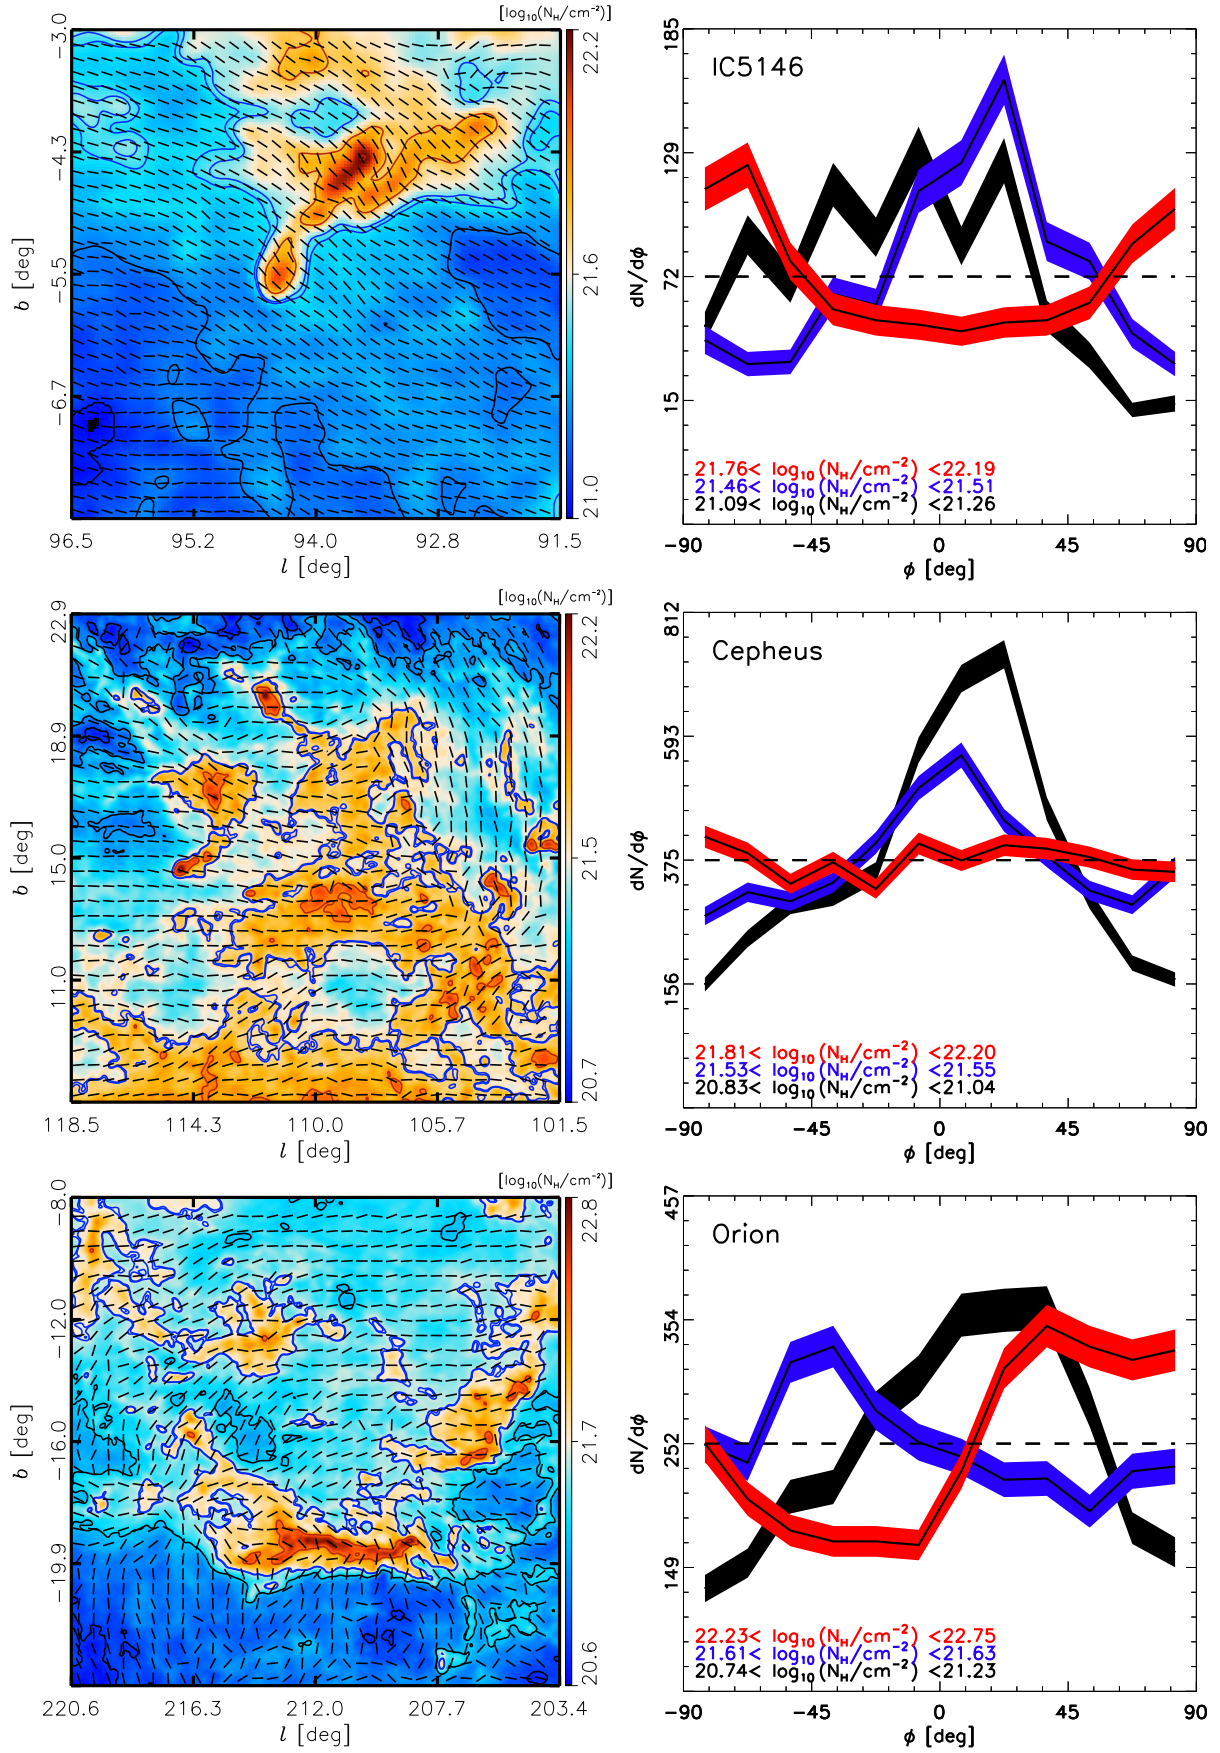 [log₁₀(N_H/cm⁻²)]
−3.0
−4.3
−5.5
−6.7
b [deg]
96.5 95.2 94.0 92.8 91.5
l [deg]
22.2
21.6
21.0
IC5146
185
129
72
15
dN/dφ
21.76< log₁₀(N_H/cm⁻²) <22.19
21.46< log₁₀(N_H/cm⁻²) <21.51
21.09< log₁₀(N_H/cm⁻²) <21.26
−90 −45 0 45 90
φ [deg]
[log₁₀(N_H/cm⁻²)]
22.9
18.9
15.0
11.0
b [deg]
118.5 114.3 110.0 105.7 101.5
l [deg]
22.2
21.5
20.7
Cepheus
812
593
375
156
dN/dφ
21.81< log₁₀(N_H/cm⁻²) <22.20
21.53< log₁₀(N_H/cm⁻²) <21.55
20.83< log₁₀(N_H/cm⁻²) <21.04
−90 −45 0 45 90
φ [deg]
[log₁₀(N_H/cm⁻²)]
−8.0
−12.0
−16.0
−19.9
b [deg]
220.6 216.3 212.0 207.7 203.4
l [deg]
22.8
21.7
20.6
Orion
457
354
252
149
dN/dφ
22.23< log₁₀(N_H/cm⁻²) <22.75
21.61< log₁₀(N_H/cm⁻²) <21.63
20.74< log₁₀(N_H/cm⁻²) <21.23
−90 −45 0 45 90
φ [deg]